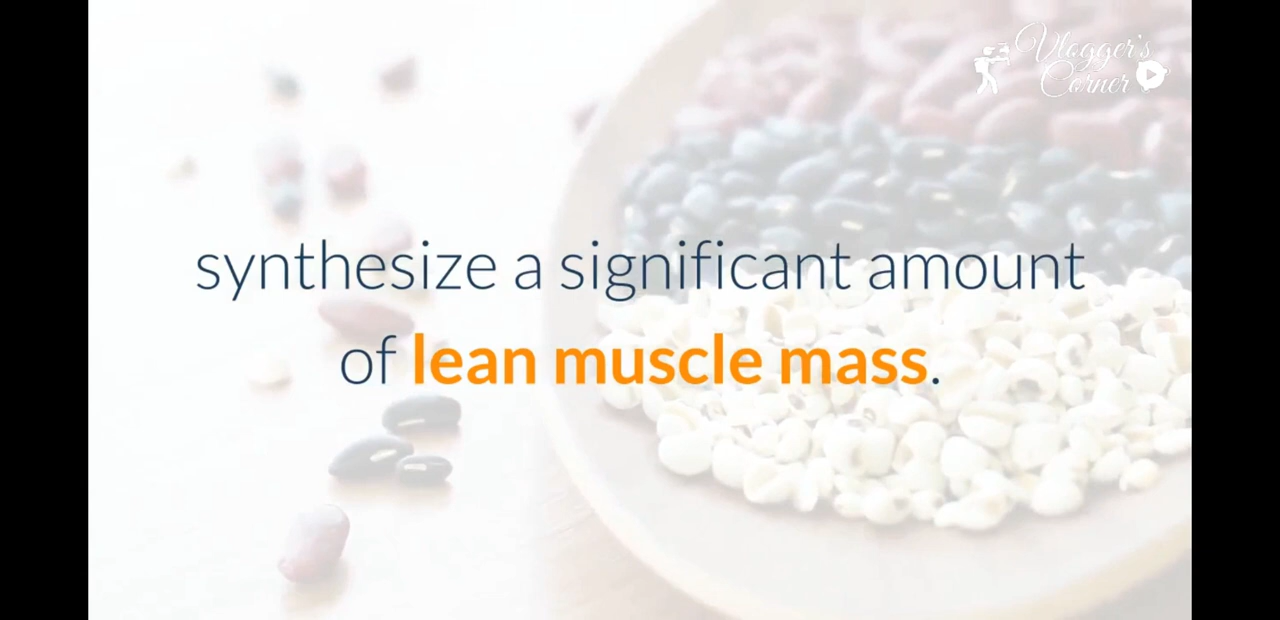 Vlogger's
Corner
synthesize a significant amount
of lean muscle mass.